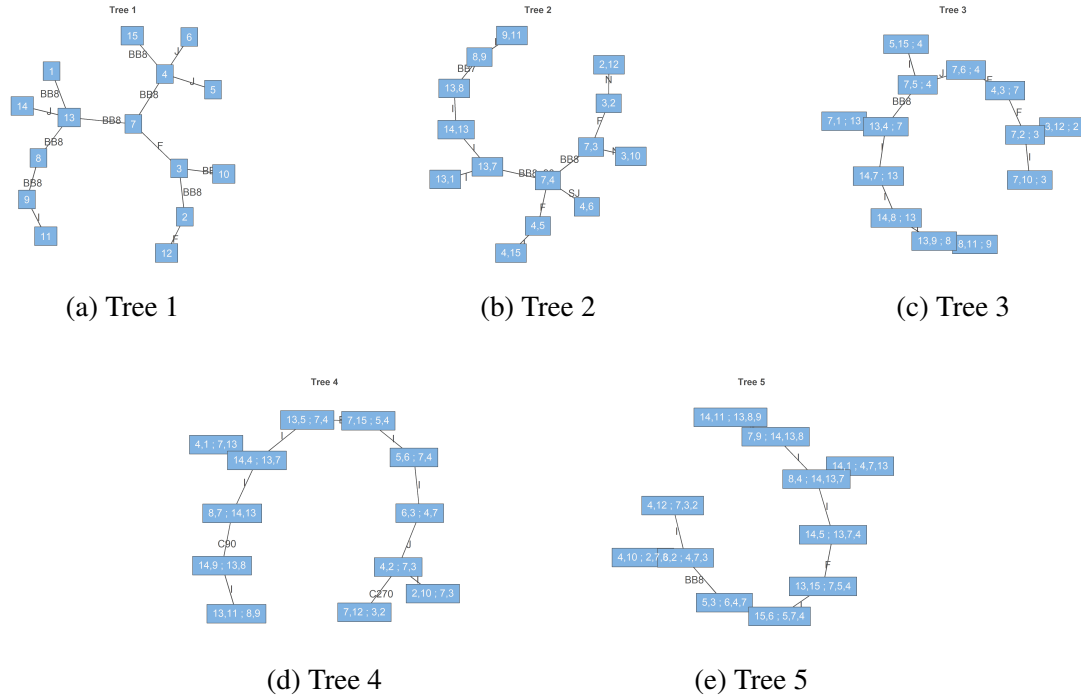 Tree 1
15
6
BB8
J
4
1
J
5
BB8
BB8
14
J
13
BB8
7
BB8
F
8
3
10
BB8
BB8
9
2
I
F
11
12
(a) Tree 1
Tree 2
9,11
8,9
2,12
13,8
N
3,2
I
F
14,13
I
7,3
3,10
13,7
BB8
13,1
I
7,4
SJ
4,6
F
4,5
4,15
(b) Tree 2
Tree 3
5,15 ; 4
7,6 ; 4
I
J
F
7,5 ; 4
4,3 ; 7
BB8
F
7,1 ; 13
13,4 ; 7
7,2 ; 3
3,12 ; 2
I
I
14,7 ; 13
7,10 ; 3
I
14,8 ; 13
13,9 ; 8
8,11 ; 9
(c) Tree 3
Tree 4
13,5 ; 7,4
7,15 ; 5,4
I
I
4,1 ; 7,13
14,4 ; 13,7
5,6 ; 7,4
I
I
8,7 ; 14,13
6,3 ; 4,7
C90
J
14,9 ; 13,8
4,2 ; 7,3
I
I
C270
2,10 ; 7,3
13,11 ; 8,9
7,12 ; 3,2
(d) Tree 4
Tree 5
14,11 ; 13,8,9
7,9 ; 14,13,8
I
14,1 ; 4,7,13
8,4 ; 14,13,7
4,12 ; 7,3,2
I
I
14,5 ; 13,7,4
4,10 ; 2,7,3
6,2 ; 4,7,3
F
BB8
13,15 ; 7,5,4
5,3 ; 6,4,7
I
15,6 ; 5,7,4
(e) Tree 5